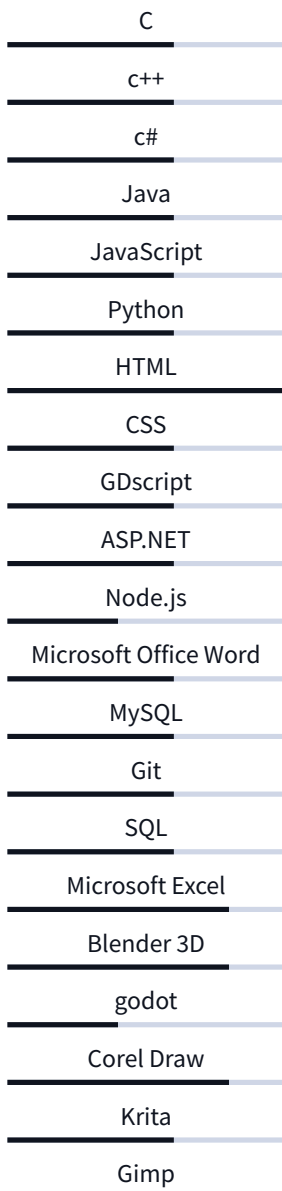 C
c++
c#
Java
JavaScript
Python
HTML
CSS
GDscript
ASP.NET
Node.js
Microsoft Office Word
MySQL
Git
SQL
Microsoft Excel
Blender 3D
godot
Corel Draw
Krita
Gimp